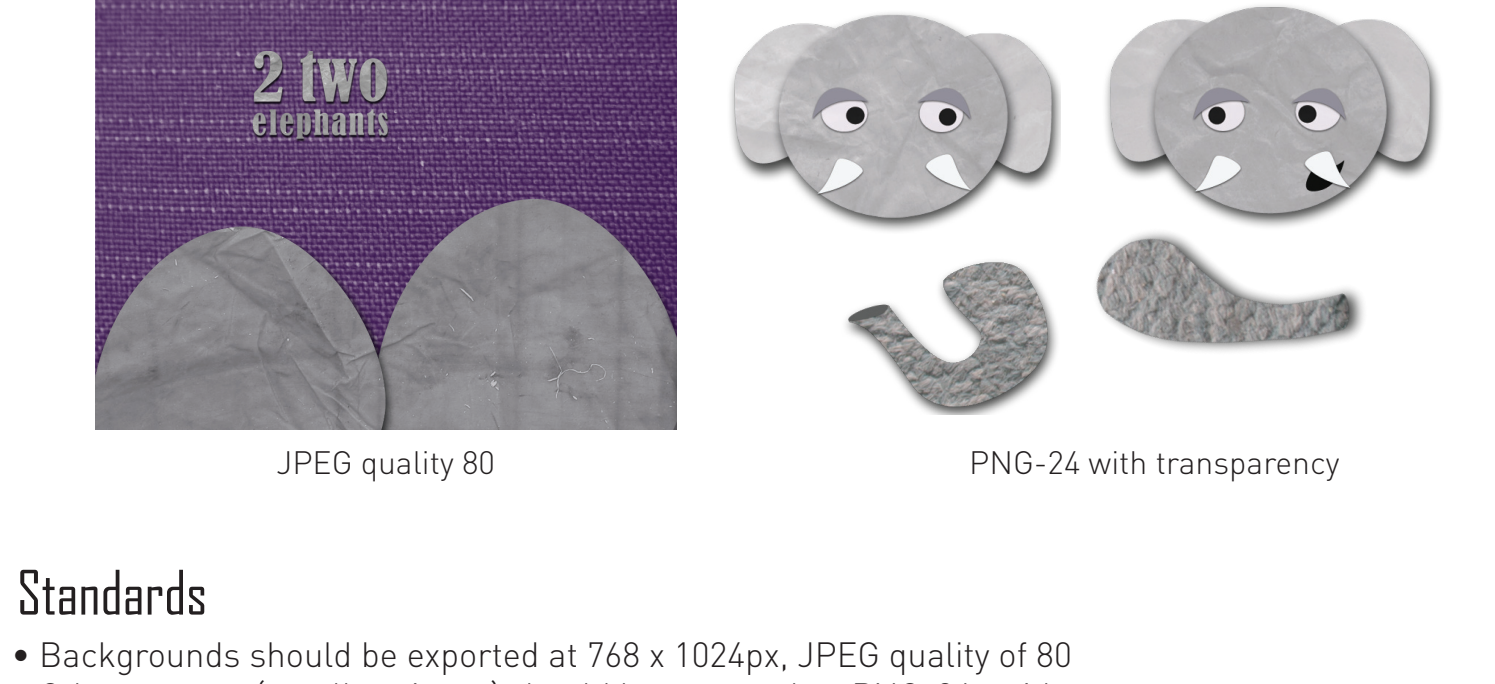 2 two
elephants
JPEG quality 80
PNG-24 with transparency
Standards
• Backgrounds should be exported at 768 x 1024px, JPEG quality of 80